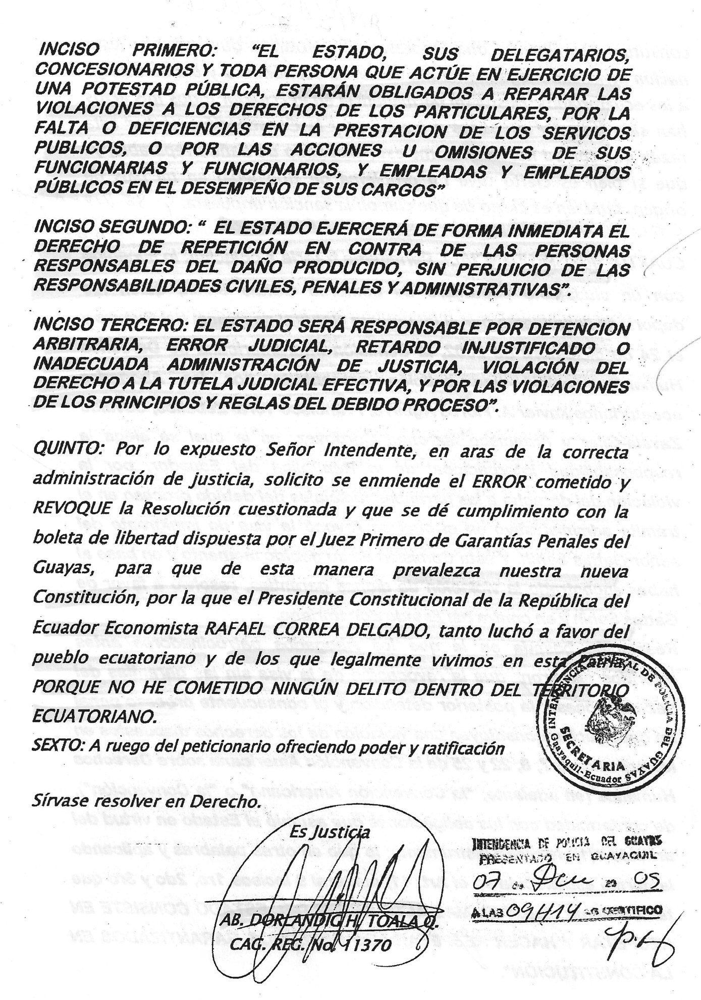 INCISO PRIMERO: “EL ESTADO, SUS DELEGATARIOS,
CONCESIONARIOS Y TODA PERSONA QUE ACTÚE EN EJERCICIO DE
UNA POTESTAD PÚBLICA, ESTARÁN OBLIGADOS A REPARAR LAS
VIOLACIONES A LOS DERECHOS DE LOS PARTICULARES, POR LA
FALTA O DEFICIENCIAS EN LA PRESTACION DE LOS SERVICOS
PUBLICOS, O POR LAS ACCIONES U OMISIONES DE SUS
FUNCIONARIAS Y FUNCIONARIOS, Y EMPLEADAS Y EMPLEADOS
PÚBLICOS EN EL DESEMPEÑO DE SUS CARGOS”
INCISO SEGUNDO: “ EL ESTADO EJERCERÁ DE FORMA INMEDIATA EL
DERECHO DE REPETICIÓN EN CONTRA DE LAS PERSONAS
RESPONSABLES DEL DAÑO PRODUCIDO, SIN PERJUICIO DE LAS
RESPONSABILIDADES CIVILES, PENALES Y ADMINISTRATIVAS”.
INCISO TERCERO: EL ESTADO SERÁ RESPONSABLE POR DETENCION
ARBITRARIA, ERROR JUDICIAL, RETARDO INJUSTIFICADO O
INADECUADA ADMINISTRACIÓN DE JUSTICIA, VIOLACIÓN DEL
DERECHO A LA TUTELA JUDICIAL EFECTIVA, Y POR LAS VIOLACIONES
DE LOS PRINCIPIOS Y REGLAS DEL DEBIDO PROCESO”.
QUINTO: Por lo expuesto Señor Intendente, en aras de la correcta
administración de justicia, solicito se enmiende el ERROR cometido y
REVOQUE la Resolución cuestionada y que se dé cumplimiento con la
boleta de libertad dispuesta por el Juez Primero de Garantías Penales del
Guayas, para que de esta manera prevalezca nuestra nueva
Constitución, por la que el Presidente Constitucional de la República del
Ecuador Economista RAFAEL CORREA DELGADO, tanto luchó a favor del
pueblo ecuatoriano y de los que legalmente vivimos en esta Patria,
PORQUE NO HE COMETIDO NINGÚN DELITO DENTRO DEL TERRITORIO
ECUATORIANO.
SEXTO: A ruego del peticionario ofreciendo poder y ratificación
INTENDENCIA GENERAL DE POLICIA DEL GUAYAS
SECRETARIA
Guayaquil-Ecuador
Sírvase resolver en Derecho.
Es Justicia
AB. DORLANDIG H. TOALA O.
CAG. REG. No. 11370
INTENDENCIA DE POLICIA DEL GUAYAS
PRESENTADO EN GUAYAQUIL
07 de 20 09
A LAS 09H14 LO CERTIFICO